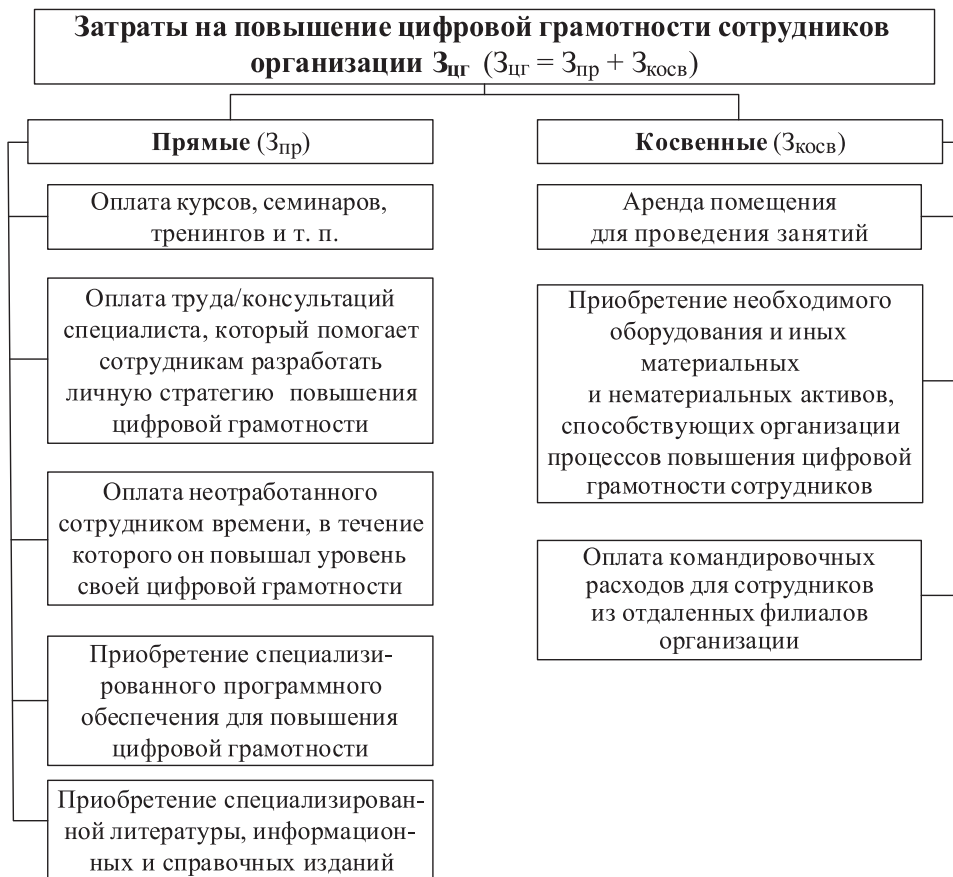 Затраты на повышение цифровой грамотности сотрудников
организации Зцг (Зцг = Зпр + Зкосв)
Прямые (Зпр)
Оплата курсов, семинаров,
тренингов и т. п.
Оплата труда/консультаций
специалиста, который помогает
сотрудникам разработать
личную стратегию повышения
цифровой грамотности
Оплата неотработанного
сотрудником времени, в течение
которого он повышал уровень
своей цифровой грамотности
Приобретение специализи-
рованного программного
обеспечения для повышения
цифровой грамотности
Приобретение специализирован-
ной литературы, информацион-
ных и справочных изданий
Косвенные (Зкосв)
Аренда помещения
для проведения занятий
Приобретение необходимого
оборудования и иных
материальных
и нематериальных активов,
способствующих организации
процессов повышения цифровой
грамотности сотрудников
Оплата командировочных
расходов для сотрудников
из отдаленных филиалов
организации